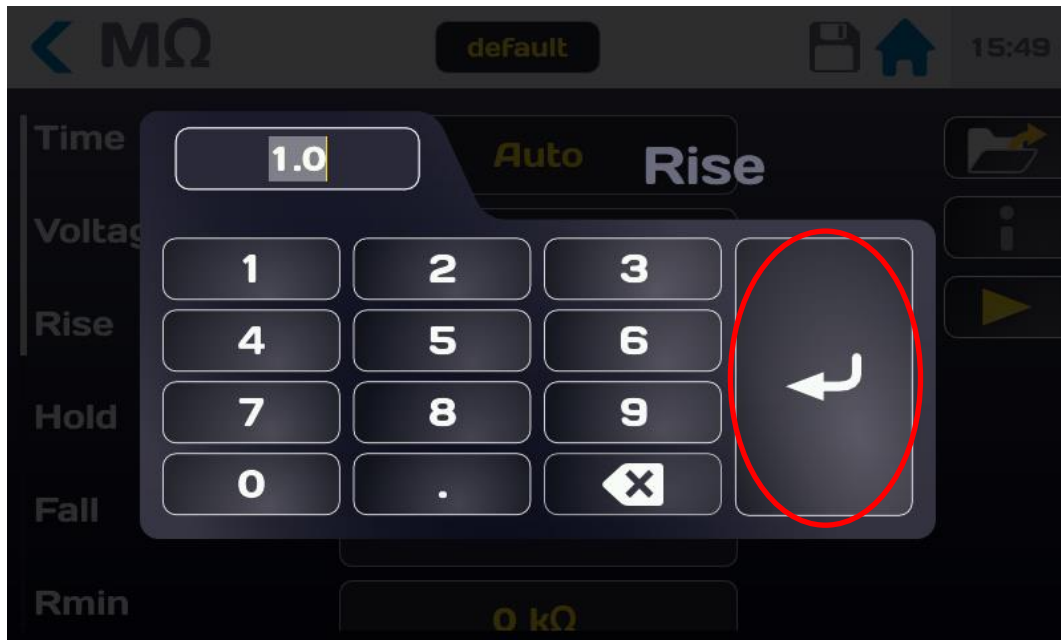 MΩ default 15:49
Time Auto
1.0 Rise
Voltag
1 2 3
Rise
4 5 6
Hold
7 8 9
0 .
Fall
Rmin
0 kΩ